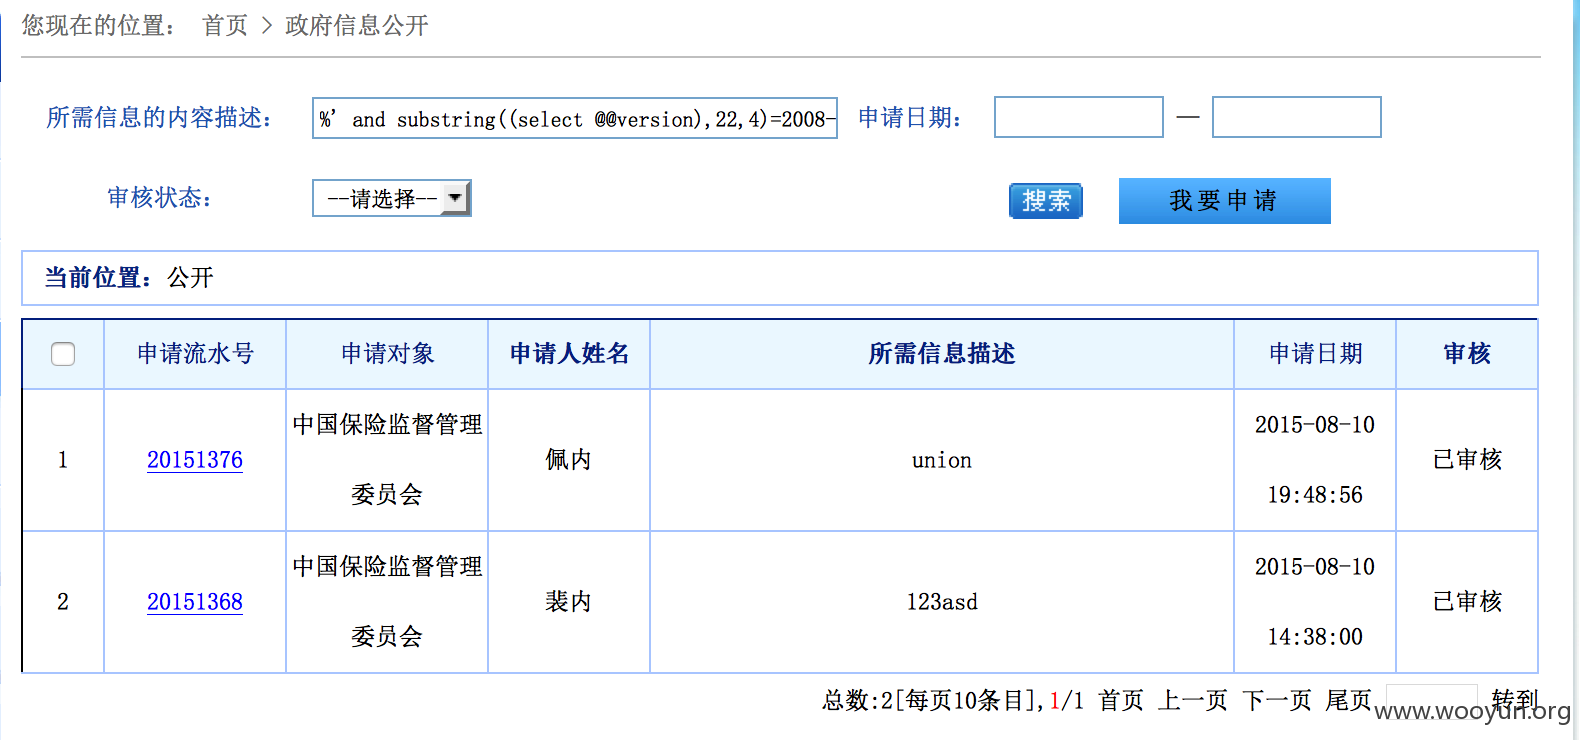 您现在的位置： 首页 > 政府信息公开
所需信息的内容描述： %' and substring((select @@version),22,4)=2008- 申请日期： —
审核状态： --请选择-- 搜索 我要申请
当前位置：公开
申请流水号 申请对象 申请人姓名 所需信息描述 申请日期 审核
1 20151376 中国保险监督管理委员会 佩内 union 2015-08-10 19:48:56 已审核
2 20151368 中国保险监督管理委员会 裴内 123asd 2015-08-10 14:38:00 已审核
总数:2[每页10条目],1/1 首页 上一页 下一页 尾页 转到
www.wooyun.org